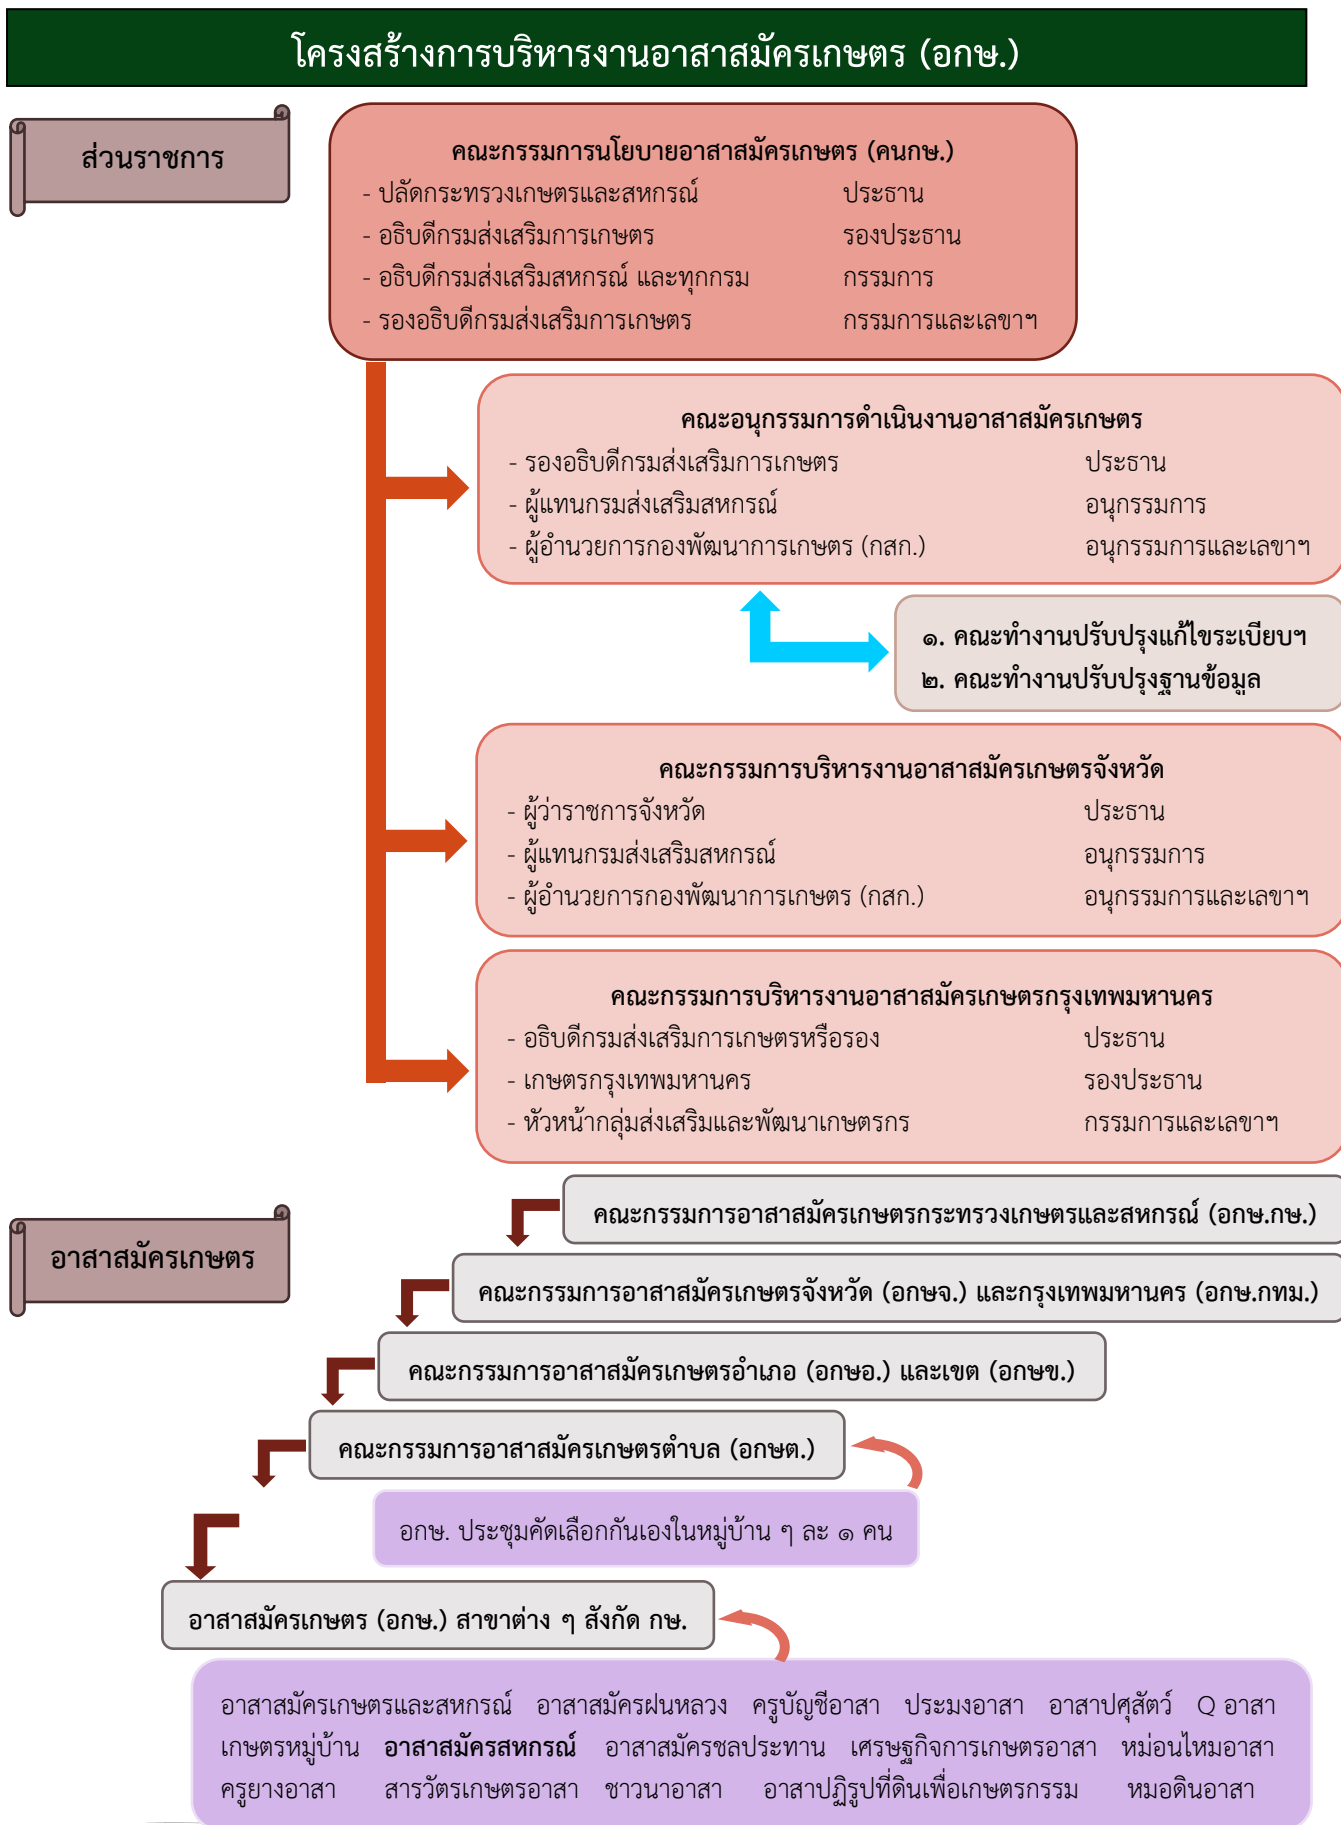 โครงสร้างการบริหารงานอาสาสมัครเกษตร (อกษ.)
ส่วนราชการ
คณะกรรมการนโยบายอาสาสมัครเกษตร (คนกษ.)
- ปลัดกระทรวงเกษตรและสหกรณ์ ประธาน
- อธิบดีกรมส่งเสริมการเกษตร รองประธาน
- อธิบดีกรมส่งเสริมสหกรณ์ และทุกกรม กรรมการ
- รองอธิบดีกรมส่งเสริมการเกษตร กรรมการและเลขาฯ
คณะอนุกรรมการดำเนินงานอาสาสมัครเกษตร
- รองอธิบดีกรมส่งเสริมการเกษตร ประธาน
- ผู้แทนกรมส่งเสริมสหกรณ์ อนุกรรมการ
- ผู้อำนวยการกองพัฒนาการเกษตร (กสก.) อนุกรรมการและเลขาฯ
๑. คณะทำงานปรับปรุงแก้ไขระเบียบฯ
๒. คณะทำงานปรับปรุงฐานข้อมูล
คณะกรรมการบริหารงานอาสาสมัครเกษตรจังหวัด
- ผู้ว่าราชการจังหวัด ประธาน
- ผู้แทนกรมส่งเสริมสหกรณ์ อนุกรรมการ
- ผู้อำนวยการกองพัฒนาการเกษตร (กสก.) อนุกรรมการและเลขาฯ
คณะกรรมการบริหารงานอาสาสมัครเกษตรกรุงเทพมหานคร
- อธิบดีกรมส่งเสริมการเกษตรหรือรอง ประธาน
- เกษตรกรุงเทพมหานคร รองประธาน
- หัวหน้ากลุ่มส่งเสริมและพัฒนาเกษตรกร กรรมการและเลขาฯ
อาสาสมัครเกษตร
คณะกรรมการอาสาสมัครเกษตรกระทรวงเกษตรและสหกรณ์ (อกษ.กษ.)
คณะกรรมการอาสาสมัครเกษตรจังหวัด (อกษจ.) และกรุงเทพมหานคร (อกษ.กทม.)
คณะกรรมการอาสาสมัครเกษตรอำเภอ (อกษอ.) และเขต (อกษข.)
คณะกรรมการอาสาสมัครเกษตรตำบล (อกษต.)
อกษ. ประชุมคัดเลือกกันเองในหมู่บ้าน ๆ ละ ๑ คน
อาสาสมัครเกษตร (อกษ.) สาขาต่าง ๆ สังกัด กษ.
อาสาสมัครเกษตรและสหกรณ์ อาสาสมัครฝนหลวง ครูบัญชีอาสา ประมงอาสา อาสาปศุสัตว์ Q อาสา
เกษตรหมู่บ้าน อาสาสมัครสหกรณ์ อาสาสมัครชลประทาน เศรษฐกิจการเกษตรอาสา หม่อนไหมอาสา
ครูยางอาสา สารวัตรเกษตรอาสา ชาวนาอาสา อาสาปฏิรูปที่ดินเพื่อเกษตรกรรม หมอดินอาสา